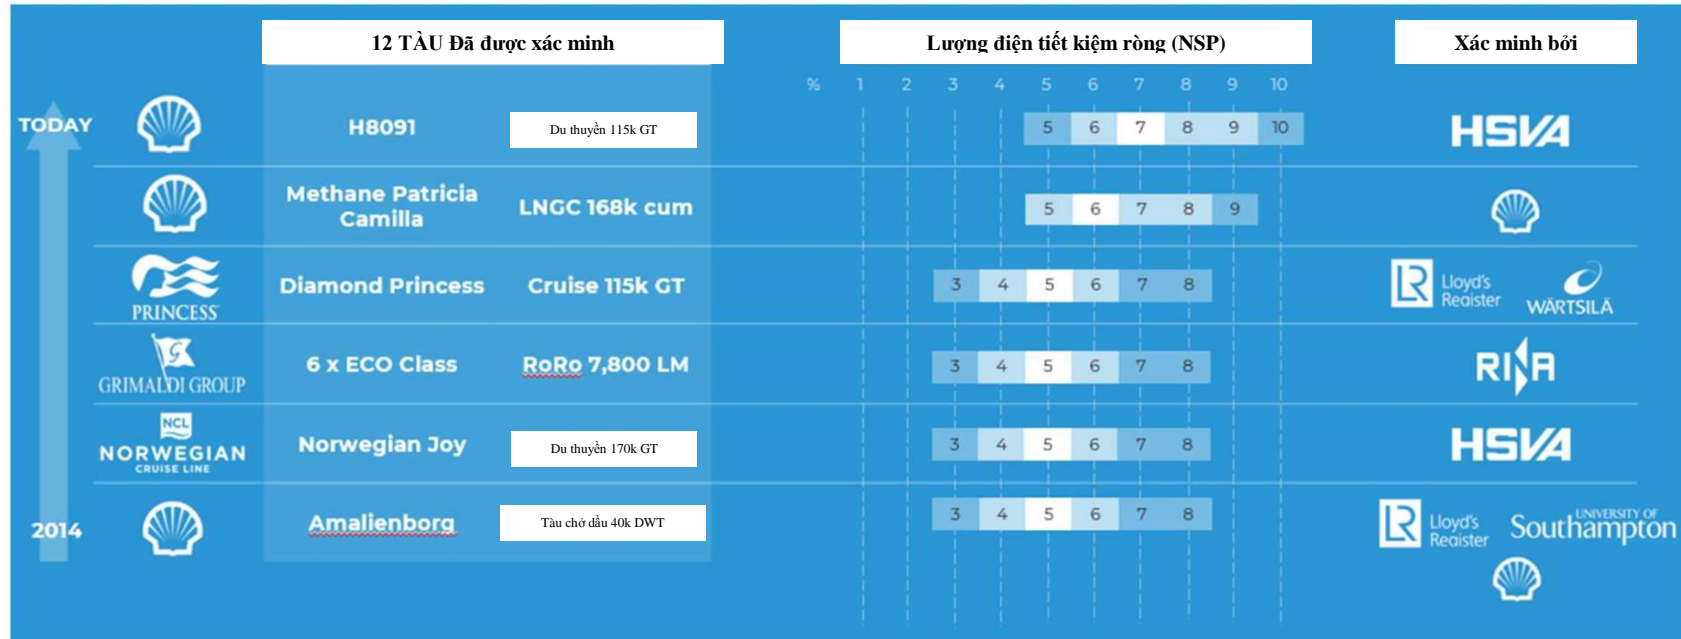 12 TÀU Đã được xác minh
Lượng điện tiết kiệm ròng (NSP)
Xác minh bởi
% 1 2 3 4 5 6 7 8 9 10
TODAY
H8091
Du thuyền 115k GT
5 6 7 8 9 10
HSVA
Methane Patricia
Camilla
LNGC 168k cum
5 6 7 8 9
PRINCESS
Diamond Princess
Cruise 115k GT
3 4 5 6 7 8
LR
Lloyd's
Register
WÄRTSILÄ
G
GRIMALDI GROUP
6 x ECO Class
RoRo 7,800 LM
3 4 5 6 7 8
RINA
NCL
NORWEGIAN
CRUISE LINE
Norwegian Joy
Du thuyền 170k GT
3 4 5 6 7 8
HSVA
2014
Amalienborg
Tàu chở dầu 40k DWT
3 4 5 6 7 8
LR
Lloyd's
Register
UNIVERSITY OF
Southampton